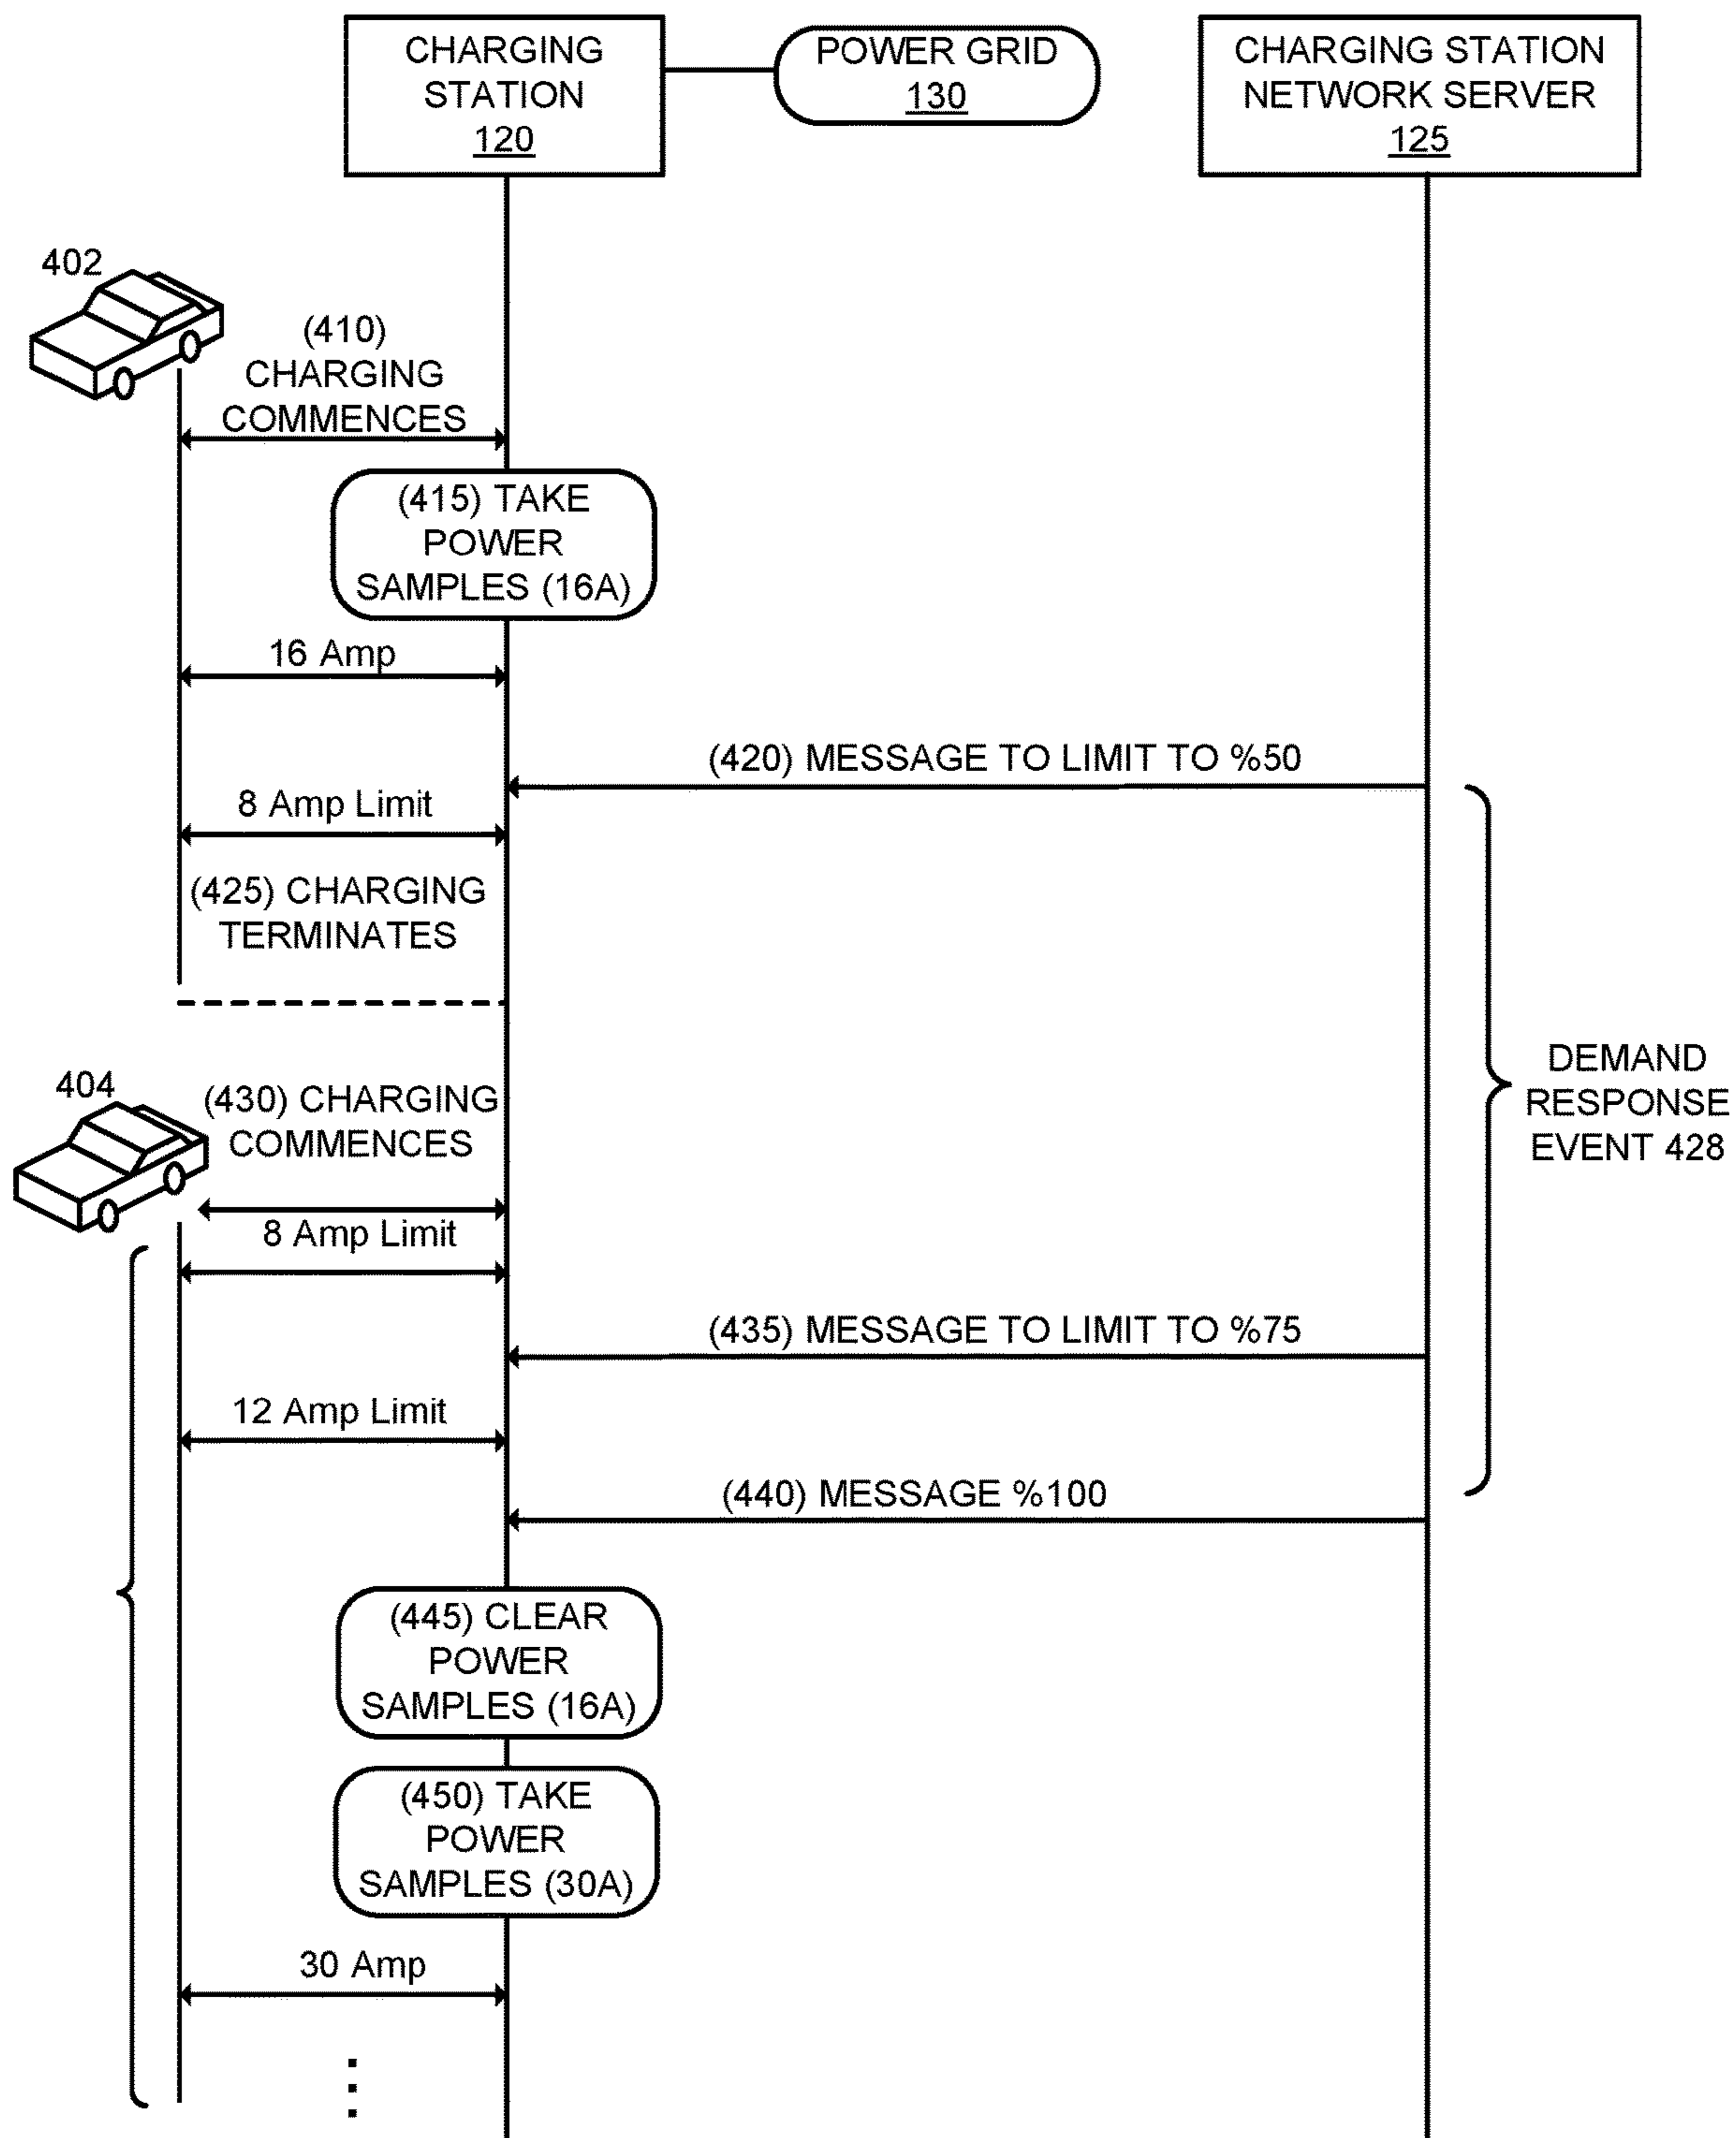 CHARGING
STATION
120
POWER GRID
130
CHARGING STATION
NETWORK SERVER
125
402
(410)
CHARGING
COMMENCES
(415) TAKE
POWER
SAMPLES (16A)
16 Amp
(420) MESSAGE TO LIMIT TO %50
8 Amp Limit
(425) CHARGING
TERMINATES
DEMAND
RESPONSE
EVENT 428
404
(430) CHARGING
COMMENCES
8 Amp Limit
(435) MESSAGE TO LIMIT TO %75
12 Amp Limit
(440) MESSAGE %100
(445) CLEAR
POWER
SAMPLES (16A)
(450) TAKE
POWER
SAMPLES (30A)
30 Amp